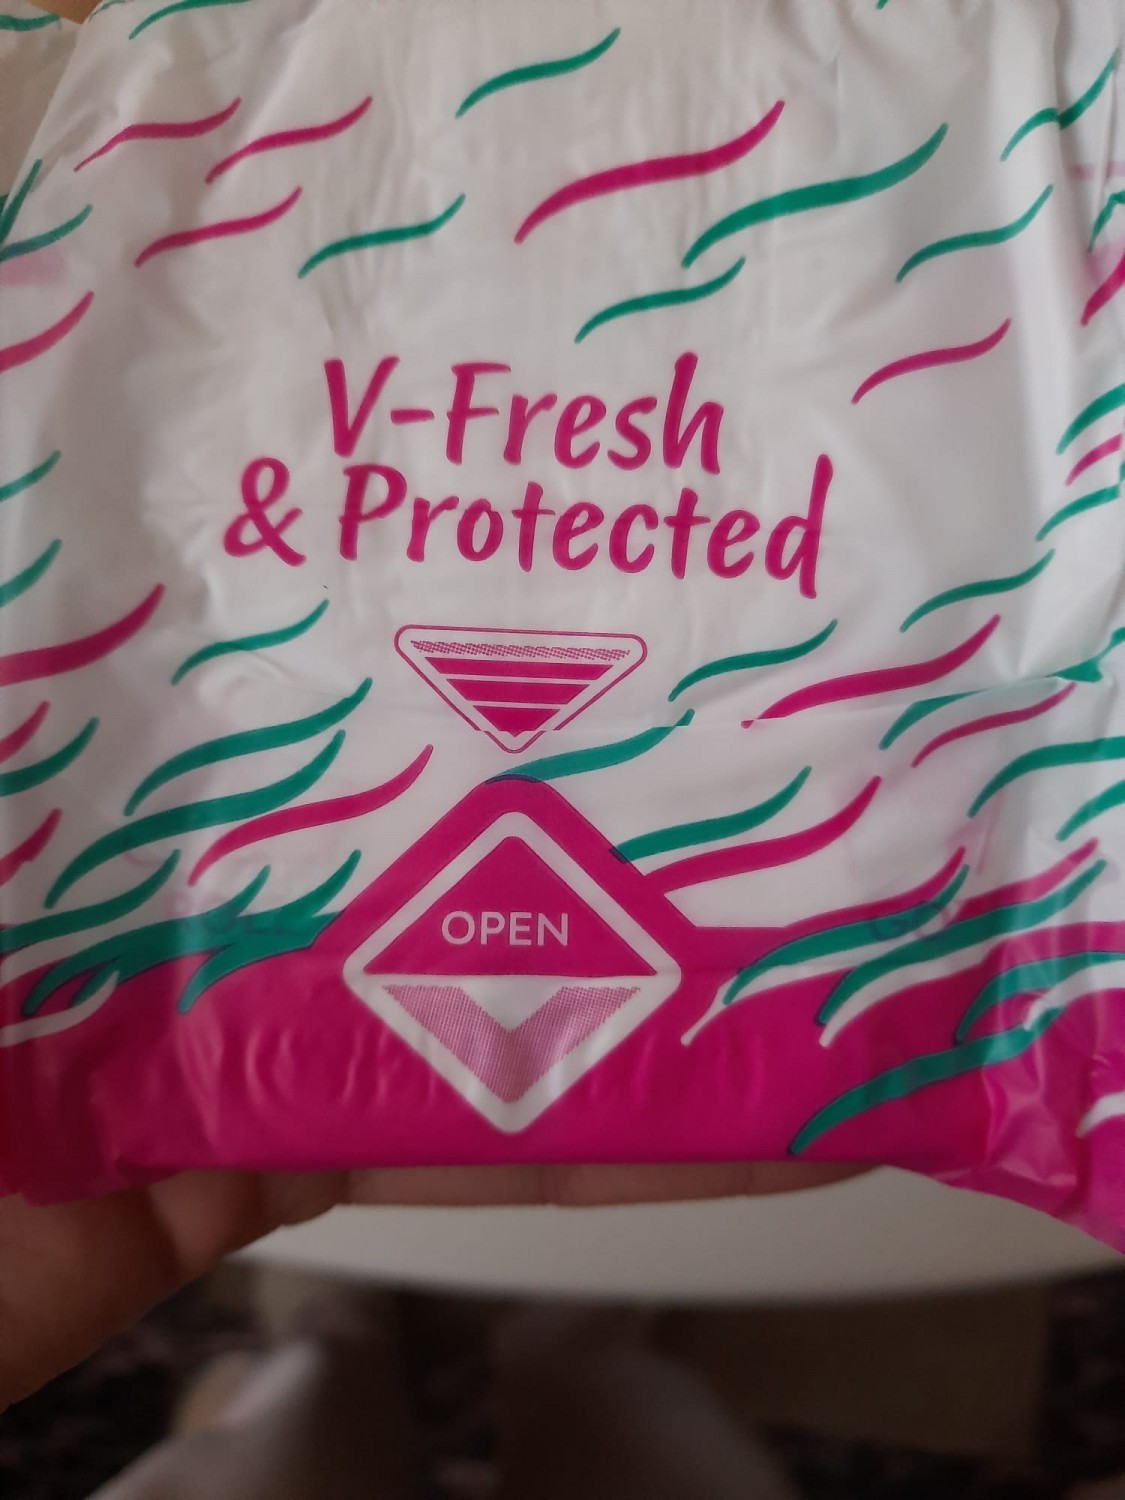 V-Fresh
& Protected
OPEN